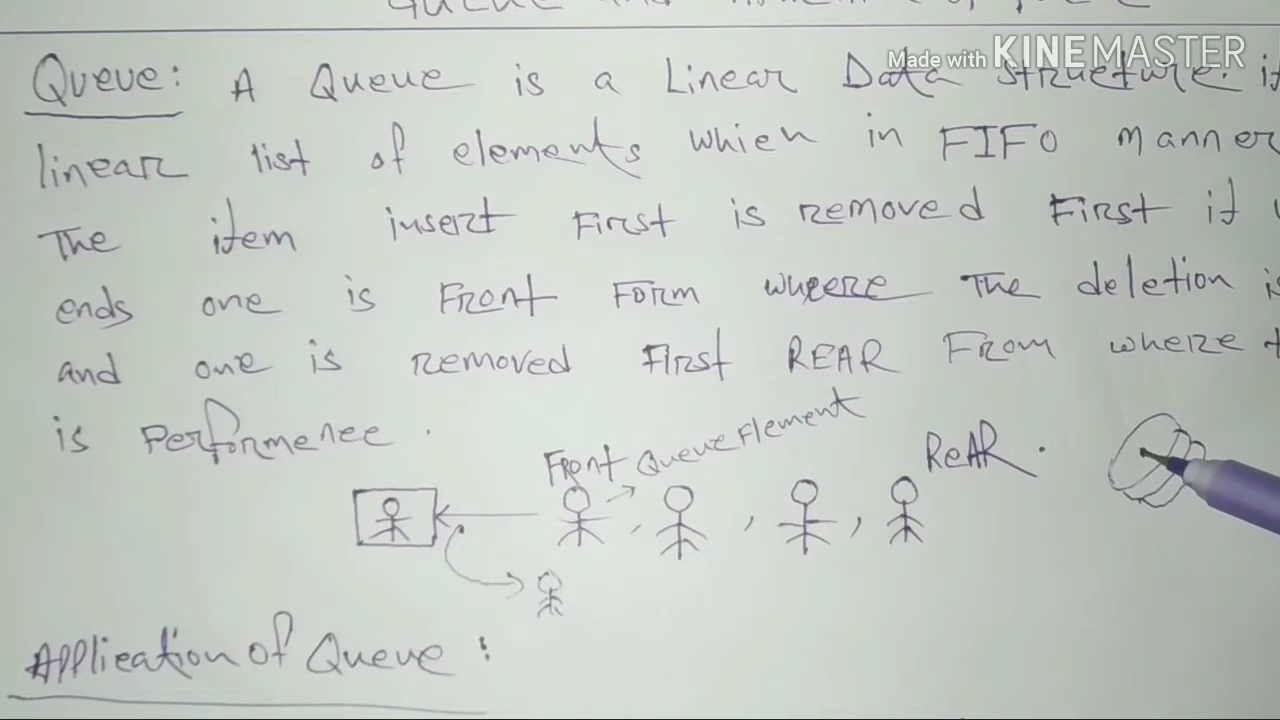 Made with KINEMASTER
Queue: A Queue is a Linear Data structure. it
linear list of elements which in FIFO manner
The item insert First is removed First it
ends one is Front Form where The deletion is
and one is removed First REAR From where
is Performence.
Front Queue Element REAR.
Application of Queue: